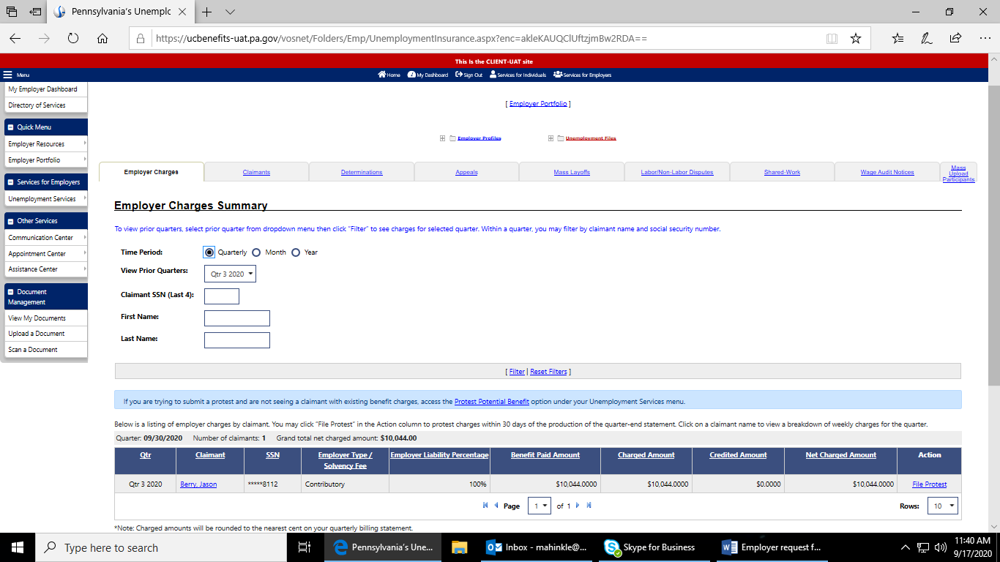 Pennsylvania's Unemplc
https://ucbenefits-uat.pa.gov/vosnet/Folders/Emp/UnemploymentInsurance.aspx?enc=akleKAUQClUftzjmBw2RDA==
This is the CLIENT-UAT site
Menu
Home My Dashboard Sign Out Services for Individuals Services for Employers
My Employer Dashboard
Directory of Services
Quick Menu
Employer Resources
Employer Portfolio
Services for Employers
Unemployment Services
Other Services
Communication Center
Appointment Center
Assistance Center
Document
Management
View My Documents
Upload a Document
Scan a Document
[ Employer Portfolio ]
Employer Profiles Unemployment Files
Employer Charges Claimants Determinations Appeals Mass Layoffs Labor/Non-Labor Disputes Shared-Work Wage Audit Notices
Mass
Upload
Participants
Employer Charges Summary
To view prior quarters, select prior quarter from dropdown menu then click "Filter" to see charges for selected quarter. Within a quarter, you may filter by claimant name and social security number.
Time Period: Quarterly Month Year
View Prior Quarters: Qtr 3 2020
Claimant SSN (Last 4):
First Name:
Last Name:
[ Filter | Reset Filters ]
If you are trying to submit a protest and are not seeing a claimant with existing benefit charges, access the Protest Potential Benefit option under your Unemployment Services menu.
Below is a listing of employer charges by claimant. You may click "File Protest" in the Action column to protest charges within 30 days of the production of the quarter-end statement. Click on a claimant name to view a breakdown of weekly charges for the quarter.
Quarter: 09/30/2020 Number of claimants: 1 Grand total net charged amount: $10,044.00
Qtr Claimant SSN Employer Type / Employer Liability Percentage Benefit Paid Amount Charged Amount Credited Amount Net Charged Amount Action
Solvency Fee
Qtr 3 2020 Berry, Jason *****8112 Contributory 100% $10,044.0000 $10,044.0000 $0.0000 $10,044.0000 File Protest
Page 1 of 1
Rows: 10
*Note: Charged amounts will be rounded to the nearest cent on your quarterly billing statement.
Type here to search
Pennsylvania's Une...
Inbox - mahinkle@...
Skype for Business
Employer request f...
11:40 AM
9/17/2020